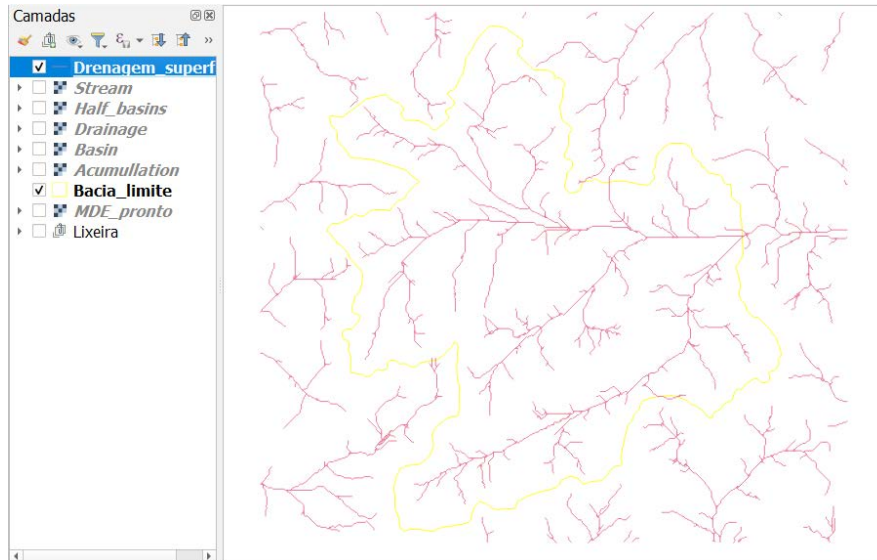 Camadas
»
Drenagem_superf
Stream
Half_basins
Drainage
Basin
Acumullation
Bacia_limite
MDE_pronto
Lixeira